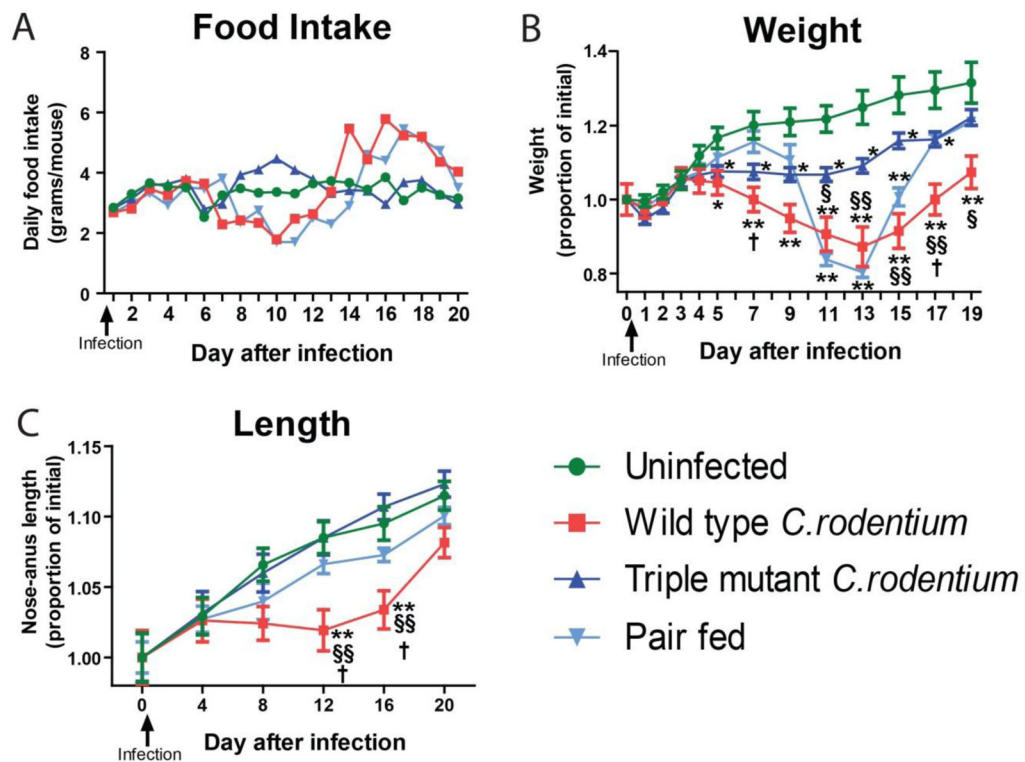 A
Food Intake
Daily food intake
(grams/mouse)
8
6
4
2
0
2 4 6 8 10 12 14 16 18 20
Infection
Day after infection
B
Weight
Weight
(proportion of initial)
1.4
1.2
1.0
0.8
* * * * * * *
* ** † ** § ** ** §§ ** ** ** ** §§ ** §§ † ** §
0 1 2 3 4 5 7 9 11 13 15 17 19
Infection
Day after infection
C
Length
Nose-anus length
(proportion of initial)
1.15
1.10
1.05
1.00
**
§§
†
**
§§
†
0 4 8 12 16 20
Infection
Day after infection
Uninfected
Wild type C.rodentium
Triple mutant C.rodentium
Pair fed